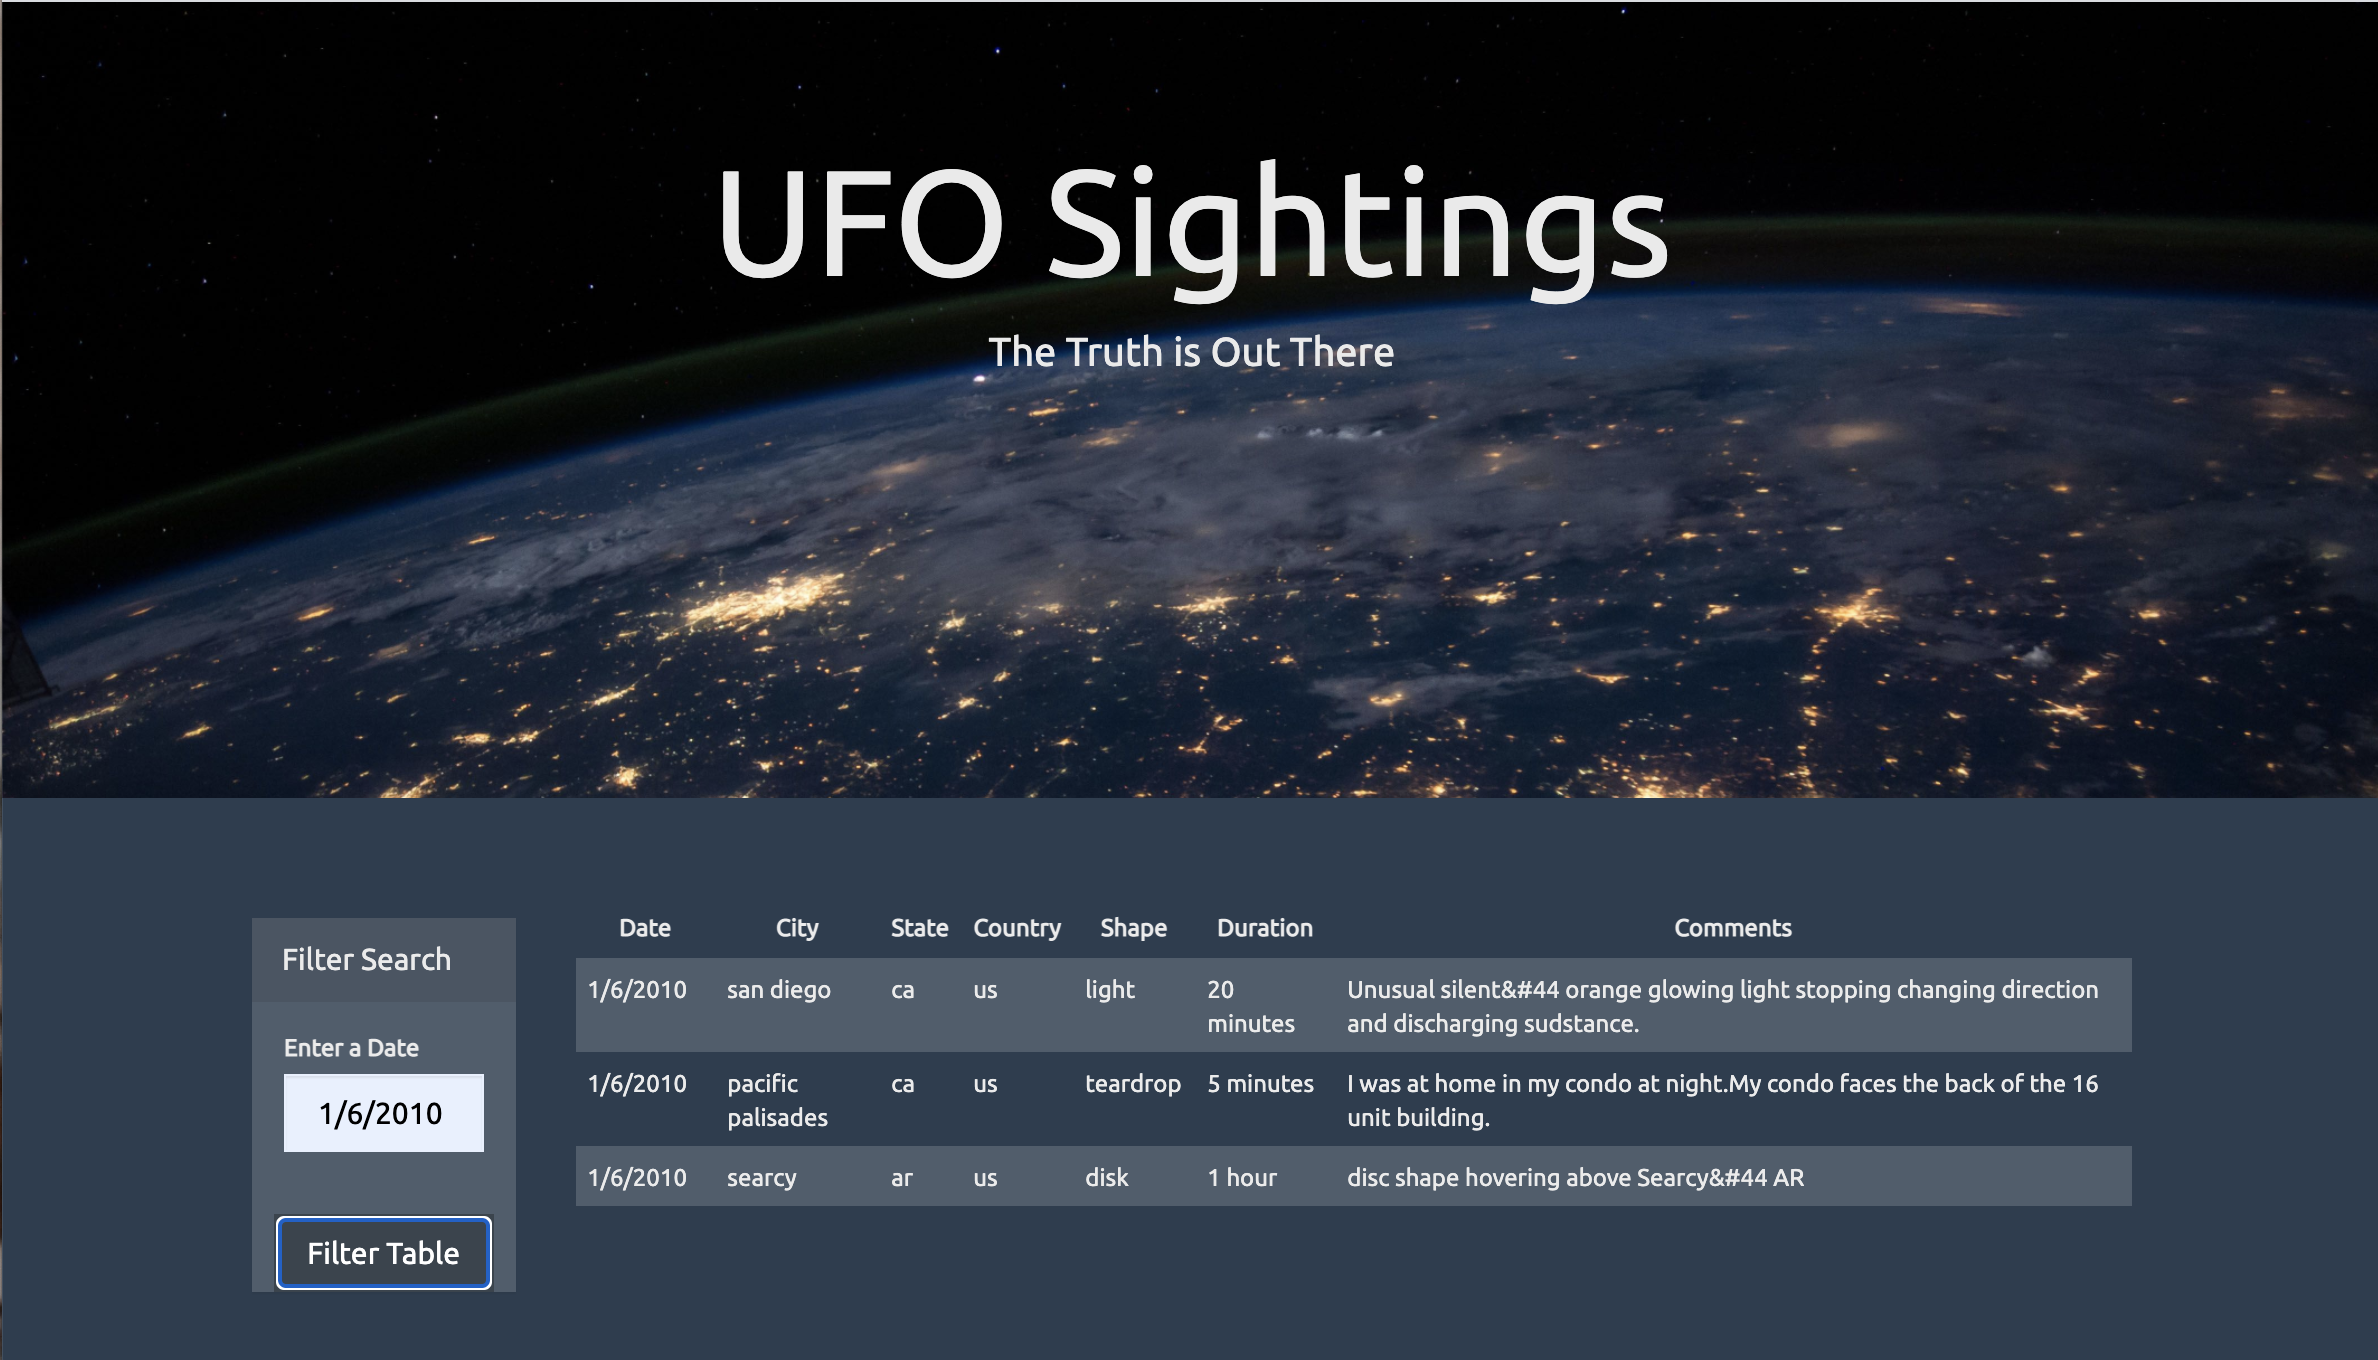 UFO Sightings
The Truth is Out There
Filter Search
Enter a Date
1/6/2010
Filter Table
Date City State Country Shape Duration Comments
1/6/2010 san diego ca us light 20 minutes Unusual silent&#44 orange glowing light stopping changing direction
and discharging sudstance.
1/6/2010 pacific palisades ca us teardrop 5 minutes I was at home in my condo at night.My condo faces the back of the 16
unit building.
1/6/2010 searcy ar us disk 1 hour disc shape hovering above Searcy&#44 AR